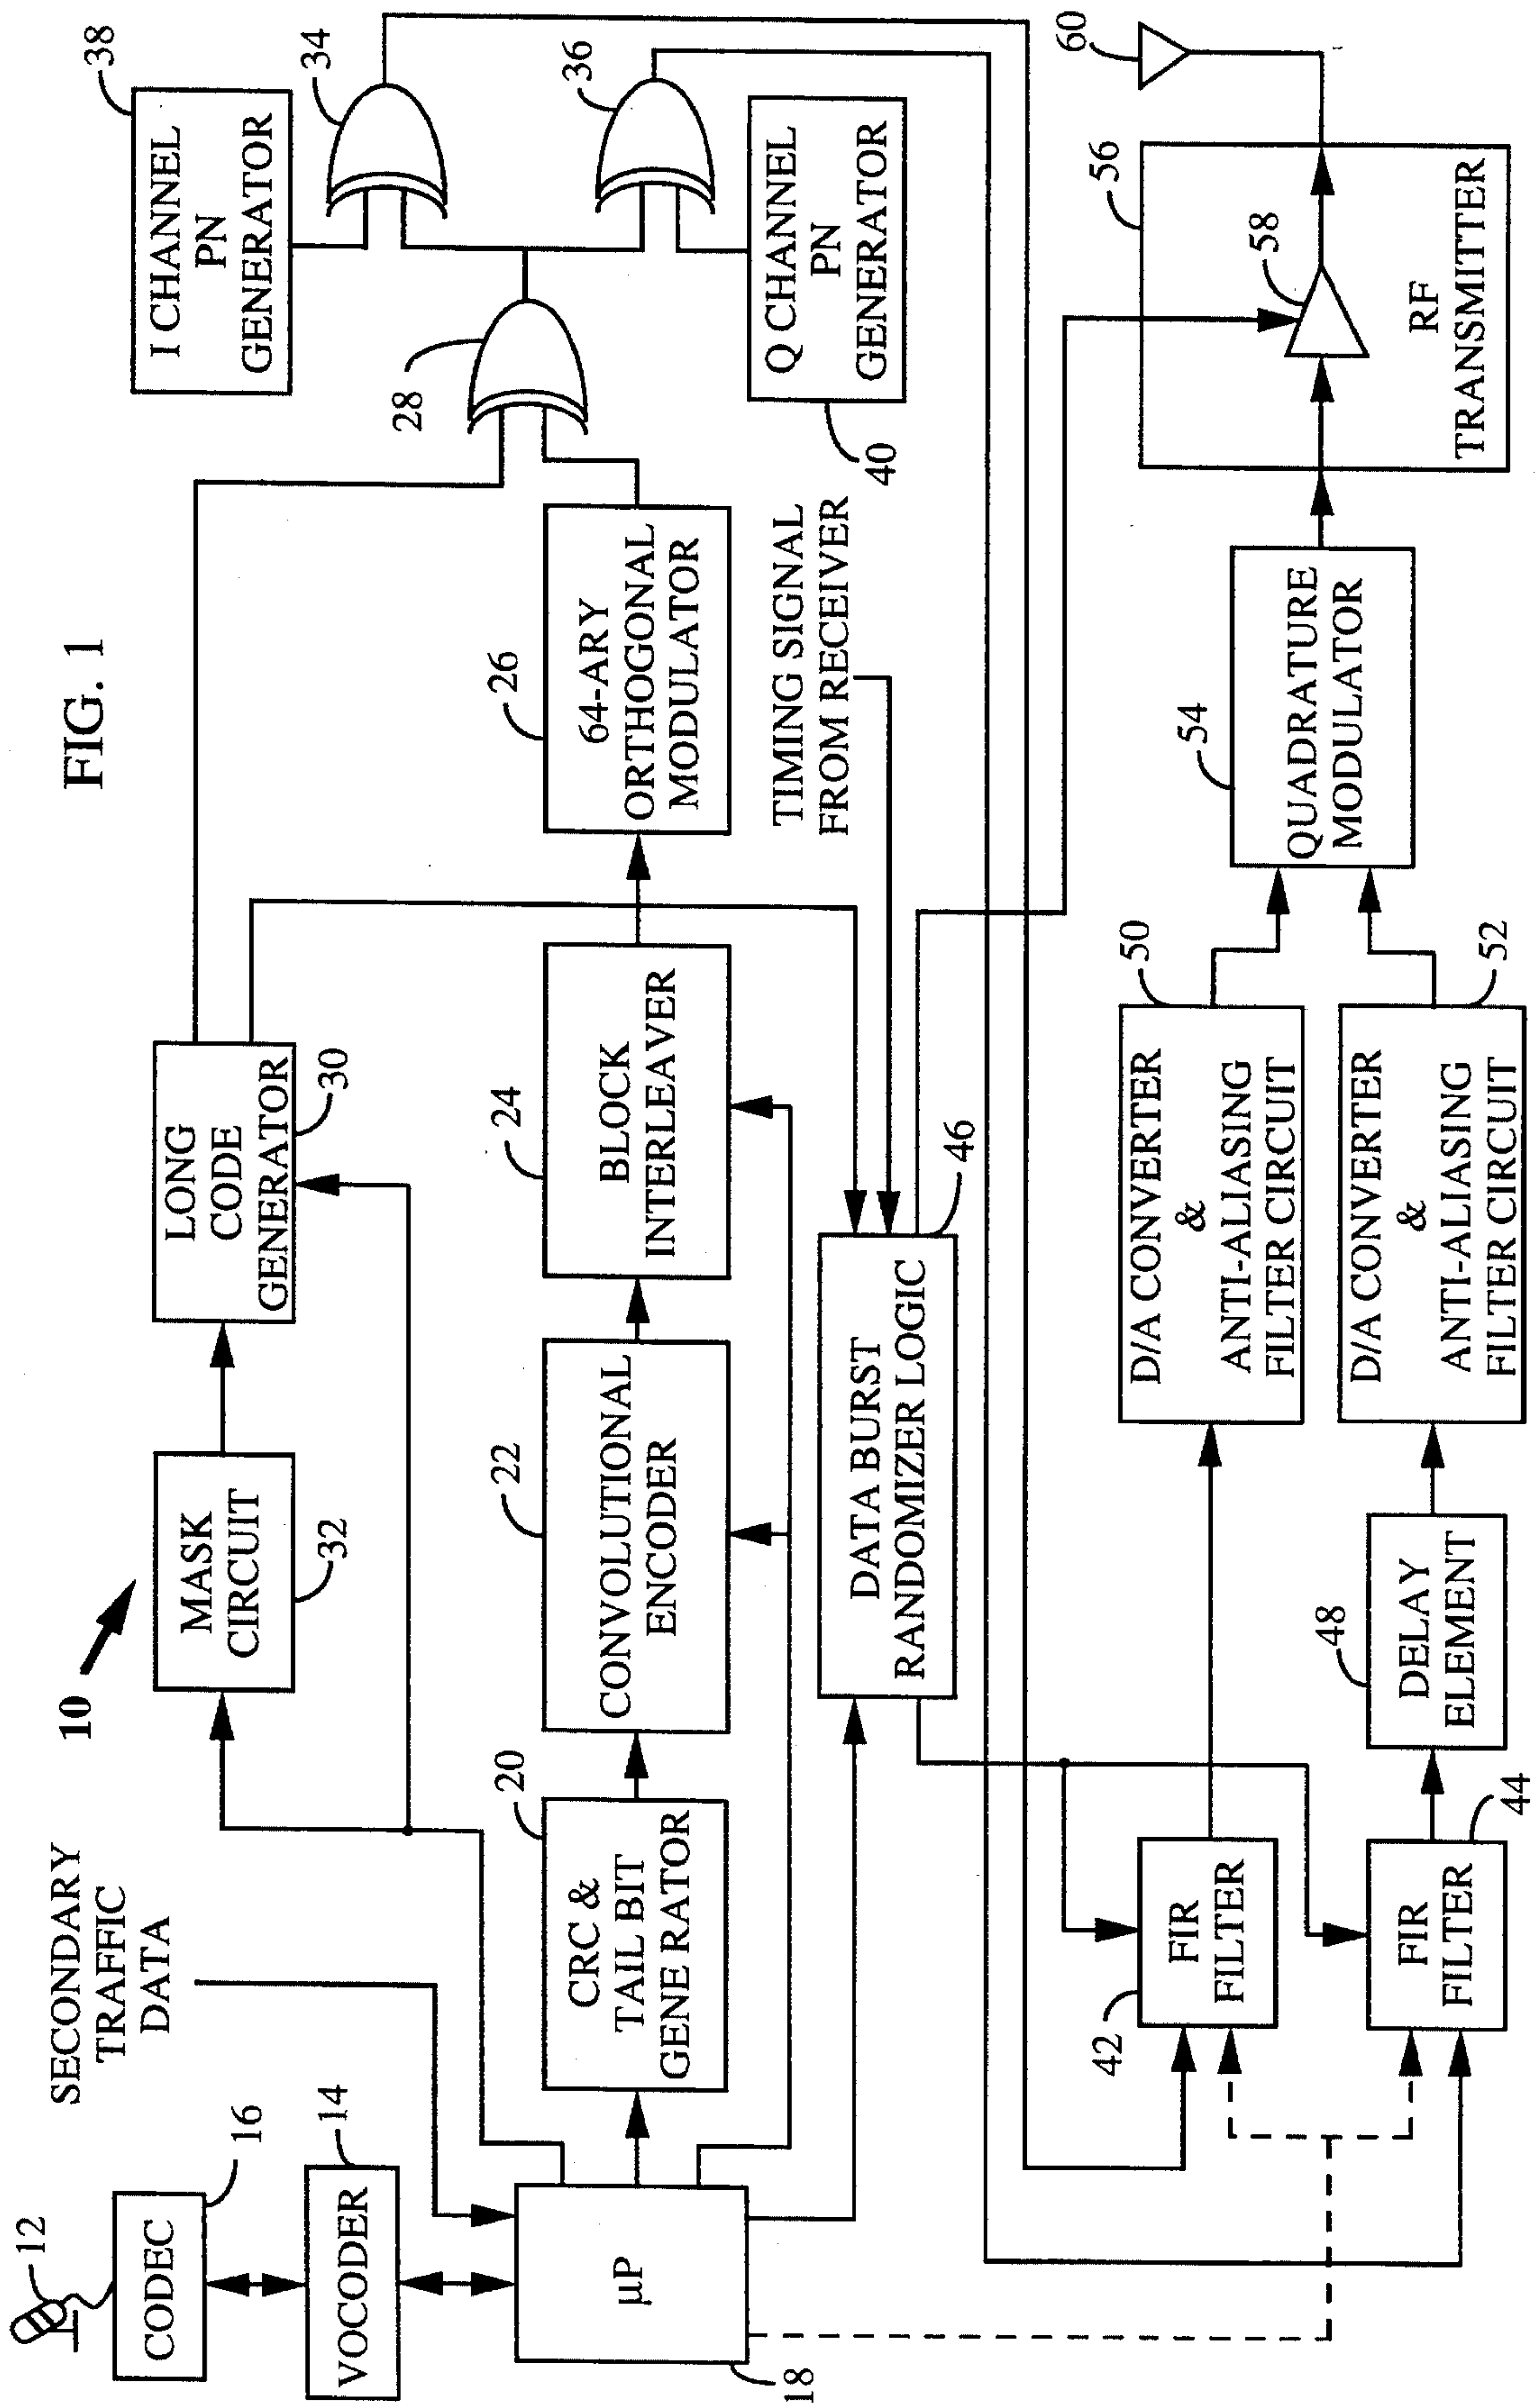 FIG. 1
10
12
CODEC
16
VOCODER
14
SECONDARY
TRAFFIC
DATA
µP
18
MASK
CIRCUIT
32
LONG
CODE
GENERATOR
30
I CHANNEL
PN
GENERATOR
38
34
28
36
Q CHANNEL
PN
GENERATOR
40
CRC &
TAIL BIT
GENE RATOR
20
CONVOLUTIONAL
ENCODER
22
BLOCK
INTERLEAVER
24
64-ARY
ORTHOGONAL
MODULATOR
26
TIMING SIGNAL
FROM RECEIVER
DATA BURST
RANDOMIZER LOGIC
46
FIR
FILTER
42
FIR
FILTER
44
DELAY
ELEMENT
48
D/A CONVERTER
&
ANTI-ALIASING
FILTER CIRCUIT
50
D/A CONVERTER
&
ANTI-ALIASING
FILTER CIRCUIT
52
QUADRATURE
MODULATOR
54
RF
TRANSMITTER
56
58
60